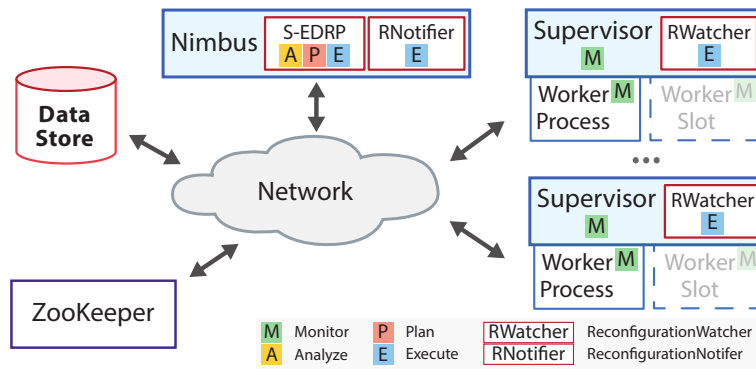 Nimbus
S-EDRP
A P E
RNotifier
E
Supervisor
M
RWatcher
E
Worker M
Process
Worker M
Slot
Data
Store
...
Network
Supervisor
M
RWatcher
E
Worker M
Process
Worker M
Slot
ZooKeeper
M Monitor P Plan RWatcher ReconfigurationWatcher
A Analyze E Execute RNotifier ReconfigurationNotifer